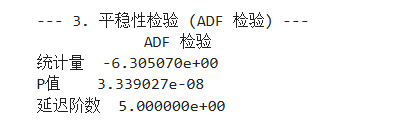 --- 3. 平稳性检验 (ADF 检验) ---
ADF 检验
统计量 -6.305070e+00
P值 3.339027e-08
延迟阶数 5.000000e+00